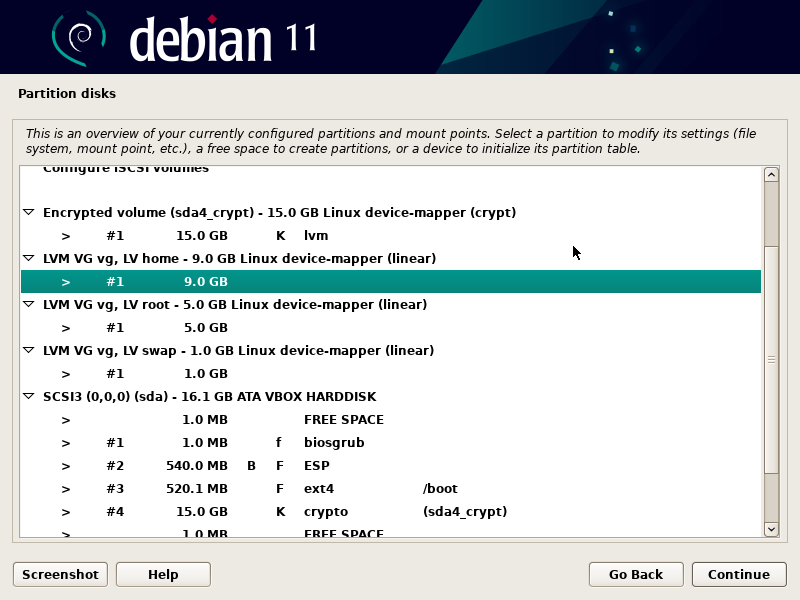 debian 11
Partition disks
This is an overview of your currently configured partitions and mount points. Select a partition to modify its settings (file
system, mount point, etc.), a free space to create partitions, or a device to initialize its partition table.
Configure iSCSI volumes
Encrypted volume (sda4_crypt) - 15.0 GB Linux device-mapper (crypt)
> #1 15.0 GB K lvm
LVM VG vg, LV home - 9.0 GB Linux device-mapper (linear)
> #1 9.0 GB
LVM VG vg, LV root - 5.0 GB Linux device-mapper (linear)
> #1 5.0 GB
LVM VG vg, LV swap - 1.0 GB Linux device-mapper (linear)
> #1 1.0 GB
SCSI3 (0,0,0) (sda) - 16.1 GB ATA VBOX HARDDISK
> 1.0 MB FREE SPACE
> #1 1.0 MB f biosgrub
> #2 540.0 MB B F ESP
> #3 520.1 MB F ext4 /boot
> #4 15.0 GB K crypto (sda4_crypt)
> 1.0 MB FREE SPACE
Screenshot Help Go Back Continue